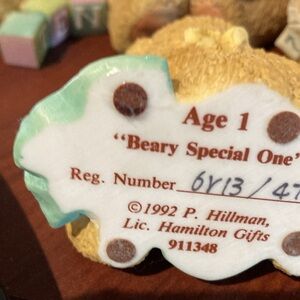 Age 1
"Beary Special One"
Reg. Number 6Y13/47
©1992 P. Hillman,
Lic. Hamilton Gifts
911348